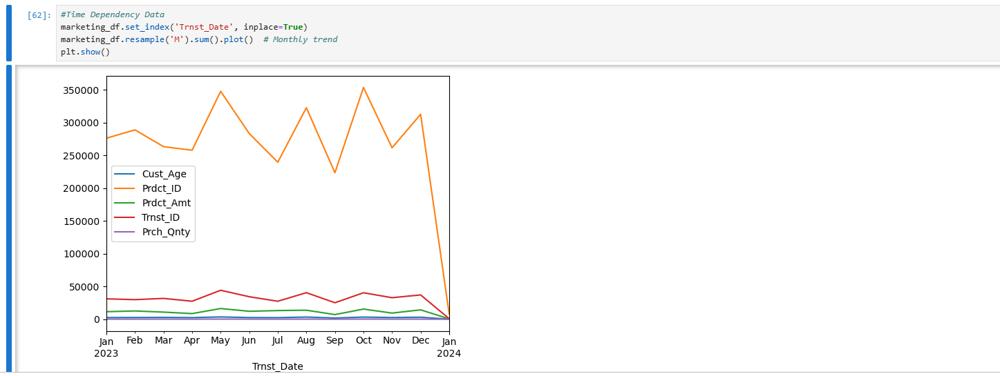 [62]:
#Time Dependency Data
marketing_df.set_index('Trnst_Date', inplace=True)
marketing_df.resample('M').sum().plot()  # Monthly trend
plt.show()
350000
300000
250000
200000
150000
100000
50000
0
Cust_Age
Prdct_ID
Prdct_Amt
Trnst_ID
Prch_Qnty
Jan Feb Mar Apr May Jun Jul Aug Sep Oct Nov Dec Jan
2023 2024
Trnst_Date